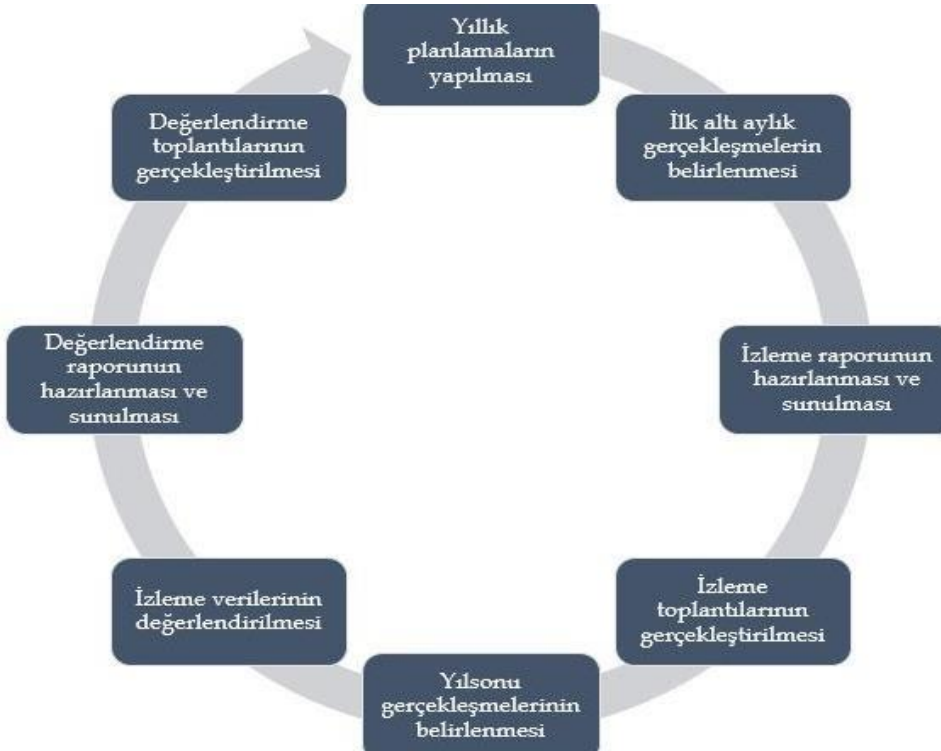 Yıllık
planlamaların
yapılması
İlk altı aylık
gerçekleşmelerin
belirlenmesi
İzleme raporunun
hazırlanması ve
sunulması
İzleme
toplantılarının
gerçekleştirilmesi
Yılsonu
gerçekleşmelerinin
belirlenmesi
İzleme verilerinin
değerlendirilmesi
Değerlendirme
raporunun
hazırlanması ve
sunulması
Değerlendirme
toplantılarının
gerçekleştirilmesi